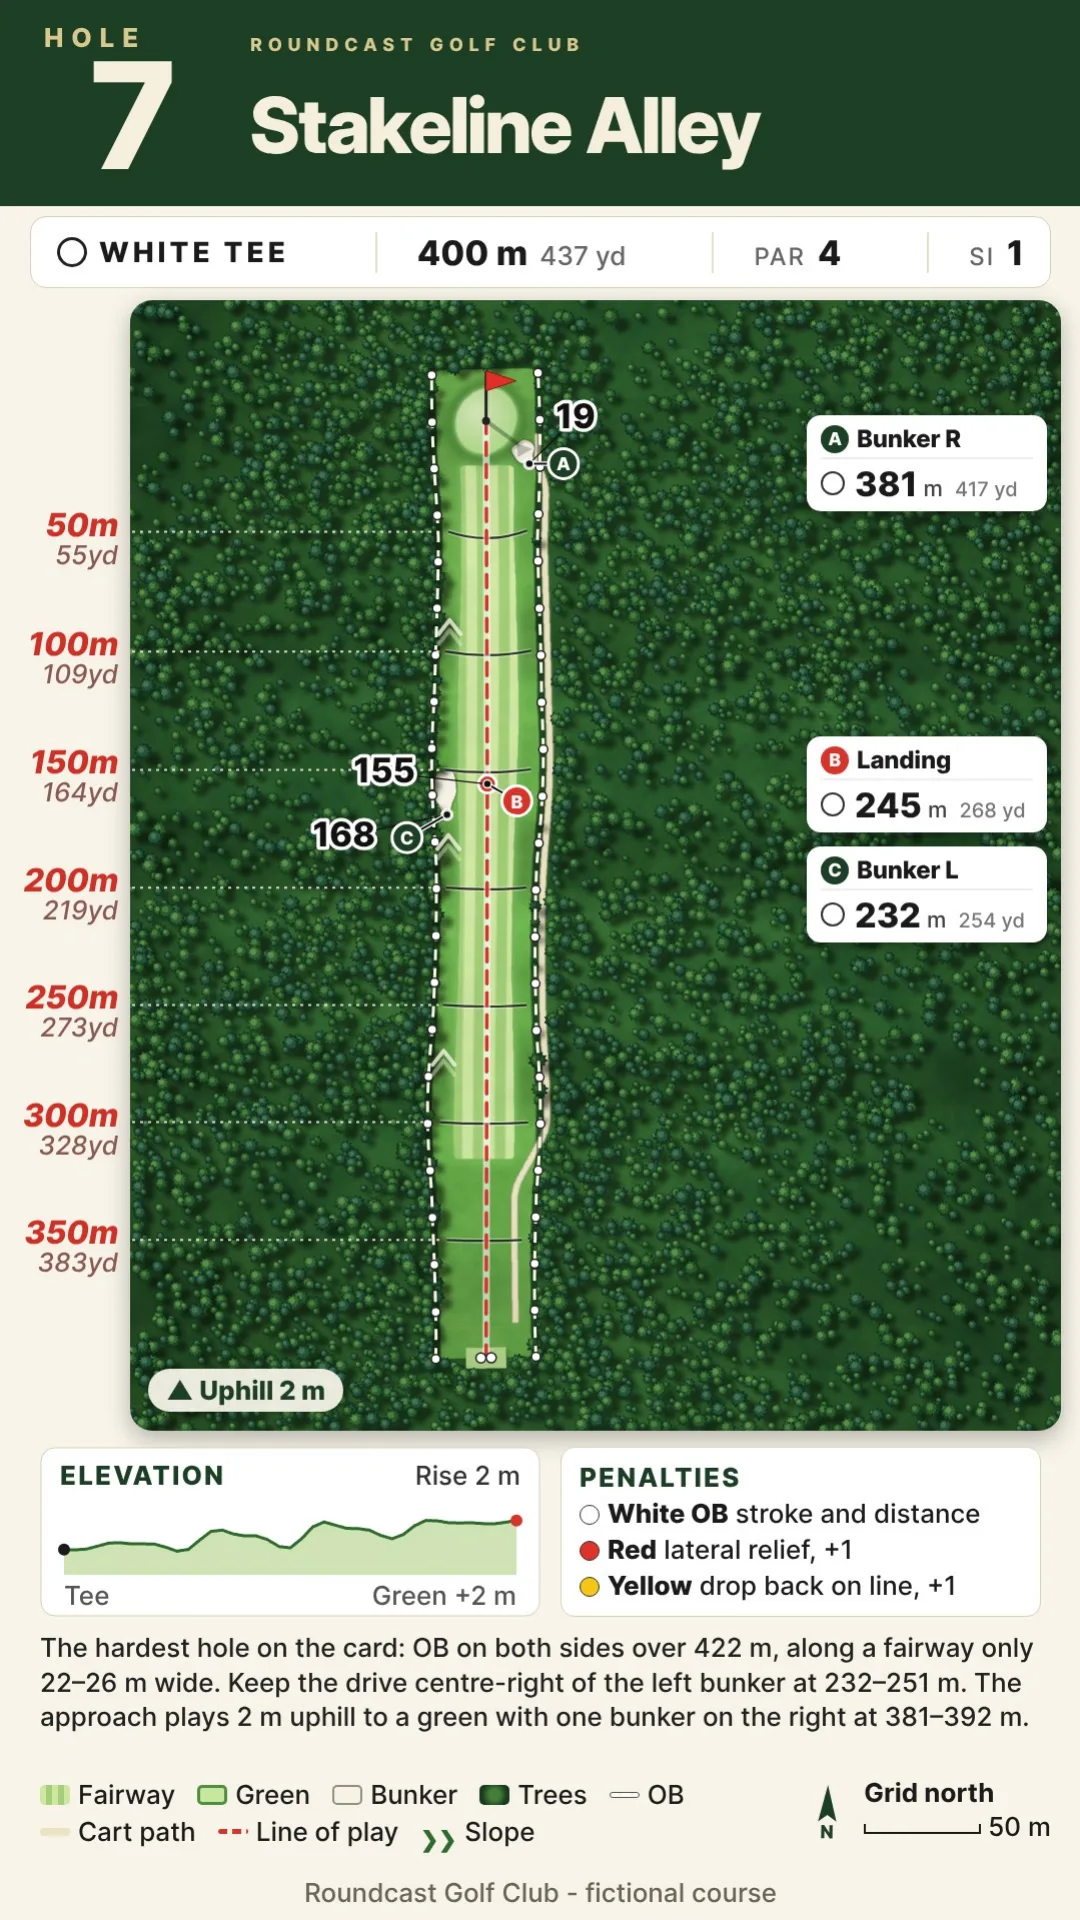 HOLE
7
ROUNDCAST GOLF CLUB
Stakeline Alley
WHITE TEE
400 m 437 yd
PAR 4
SI 1
19
A
A Bunker R
381 m 417 yd
50m
55yd
100m
109yd
150m
164yd
155
B
B Landing
245 m 268 yd
168
C
C Bunker L
232 m 254 yd
200m
219yd
250m
273yd
300m
328yd
350m
383yd
Uphill 2 m
ELEVATION
Rise 2 m
Tee
Green +2 m
PENALTIES
White OB stroke and distance
Red lateral relief, +1
Yellow drop back on line, +1
The hardest hole on the card: OB on both sides over 422 m, along a fairway only
22–26 m wide. Keep the drive centre-right of the left bunker at 232–251 m. The
approach plays 2 m uphill to a green with one bunker on the right at 381–392 m.
Fairway Green Bunker Trees OB
Cart path Line of play Slope
N
Grid north
50 m
Roundcast Golf Club - fictional course